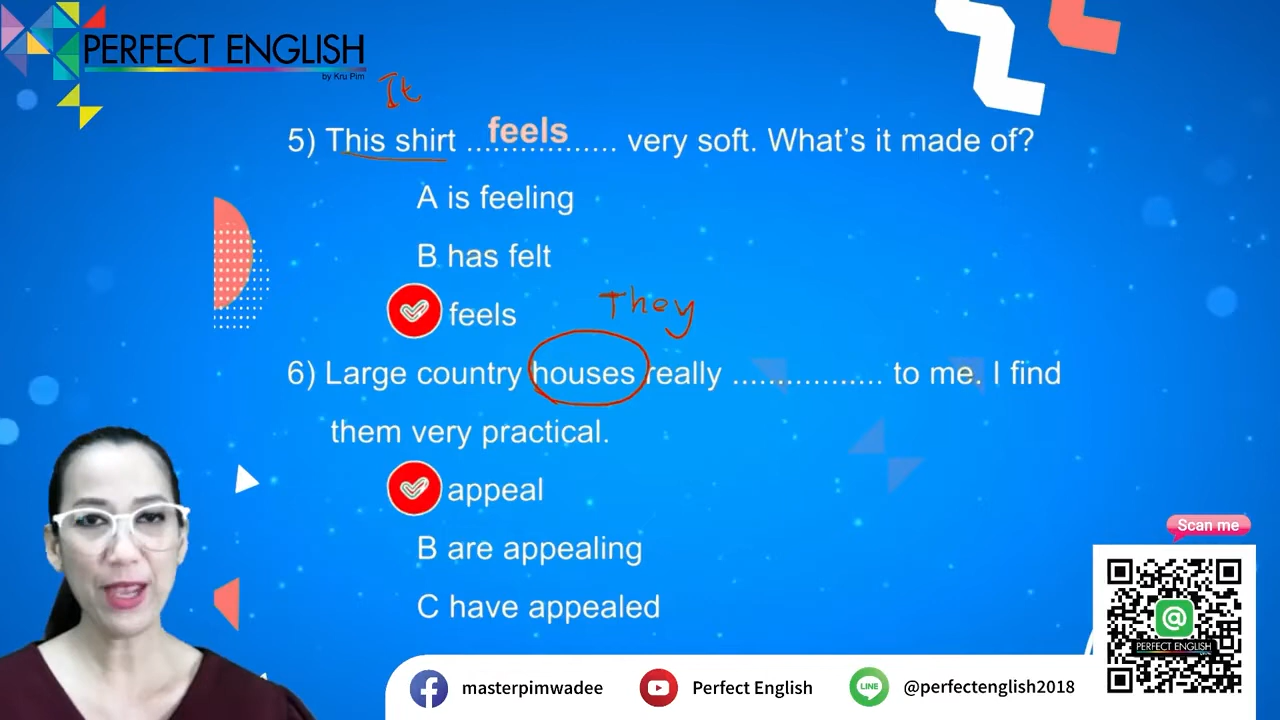 PERFECT ENGLISH
by Kru Pim
It
5) This shirt ................. very soft. What's it made of?
feels
A is feeling
B has felt
feels
They
6) Large country houses really ................ to me. I find
them very practical.
appeal
B are appealing
C have appealed
Scan me
@
PERFECT ENGLISH
masterpimwadee
Perfect English
LINE
@perfectenglish2018